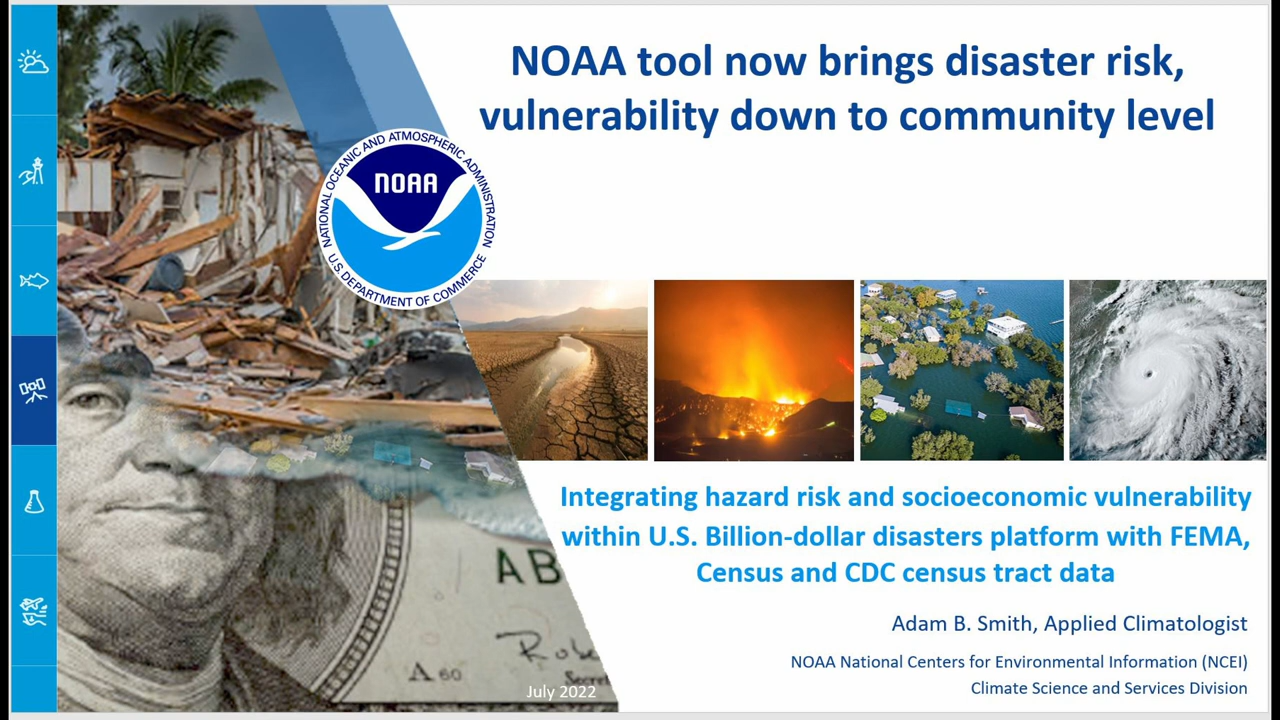 NOAA tool now brings disaster risk,
vulnerability down to community level
NATIONAL OCEANIC AND ATMOSPHERIC ADMINISTRATION
NOAA
U.S. DEPARTMENT OF COMMERCE
Integrating hazard risk and socioeconomic vulnerability
within U.S. Billion-dollar disasters platform with FEMA,
Census and CDC census tract data
Adam B. Smith, Applied Climatologist
NOAA National Centers for Environmental Information (NCEI)
Climate Science and Services Division
AB
A 60
July 2022